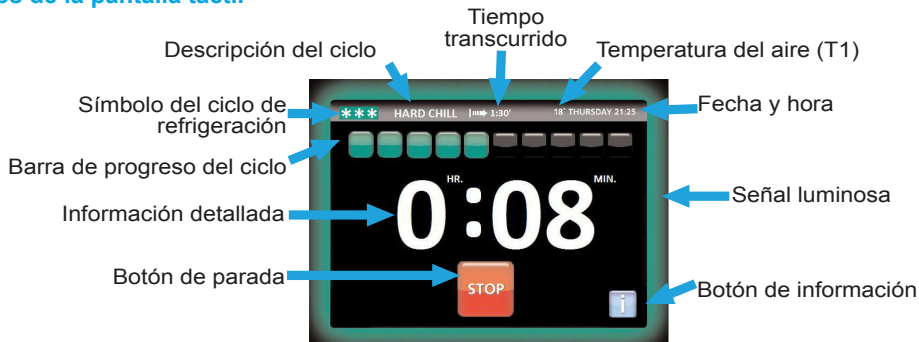 Tiempo
transcurrido
Descripción del ciclo
Temperatura del aire (T1)
Símbolo del ciclo de
refrigeración
Fecha y hora
*** HARD CHILL 1:30' 18° THURSDAY 21:25
Barra de progreso del ciclo
HR. MIN.
0:08
Señal luminosa
Información detallada
Botón de parada
STOP
i
Botón de información